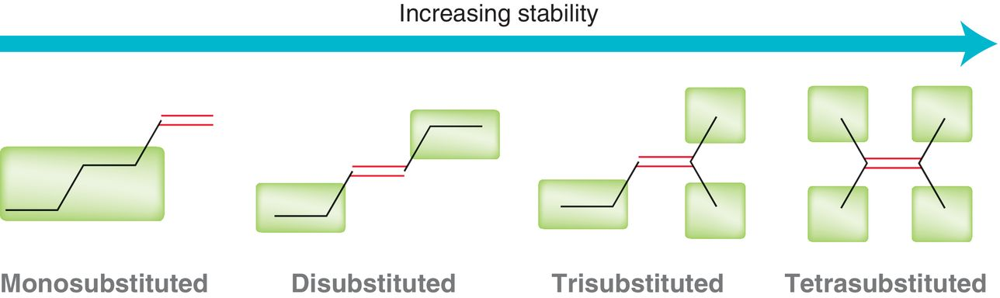 Increasing stability
Monosubstituted
Disubstituted
Trisubstituted
Tetrasubstituted